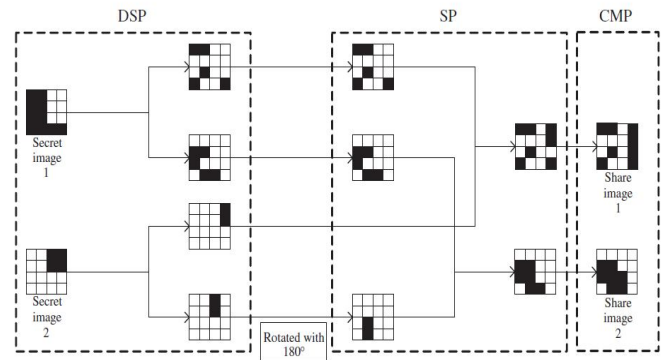 DSP
SP
CMP
Secret
image
1
Share
image
1
Secret
image
2
Share
image
2
Rotated with
180°